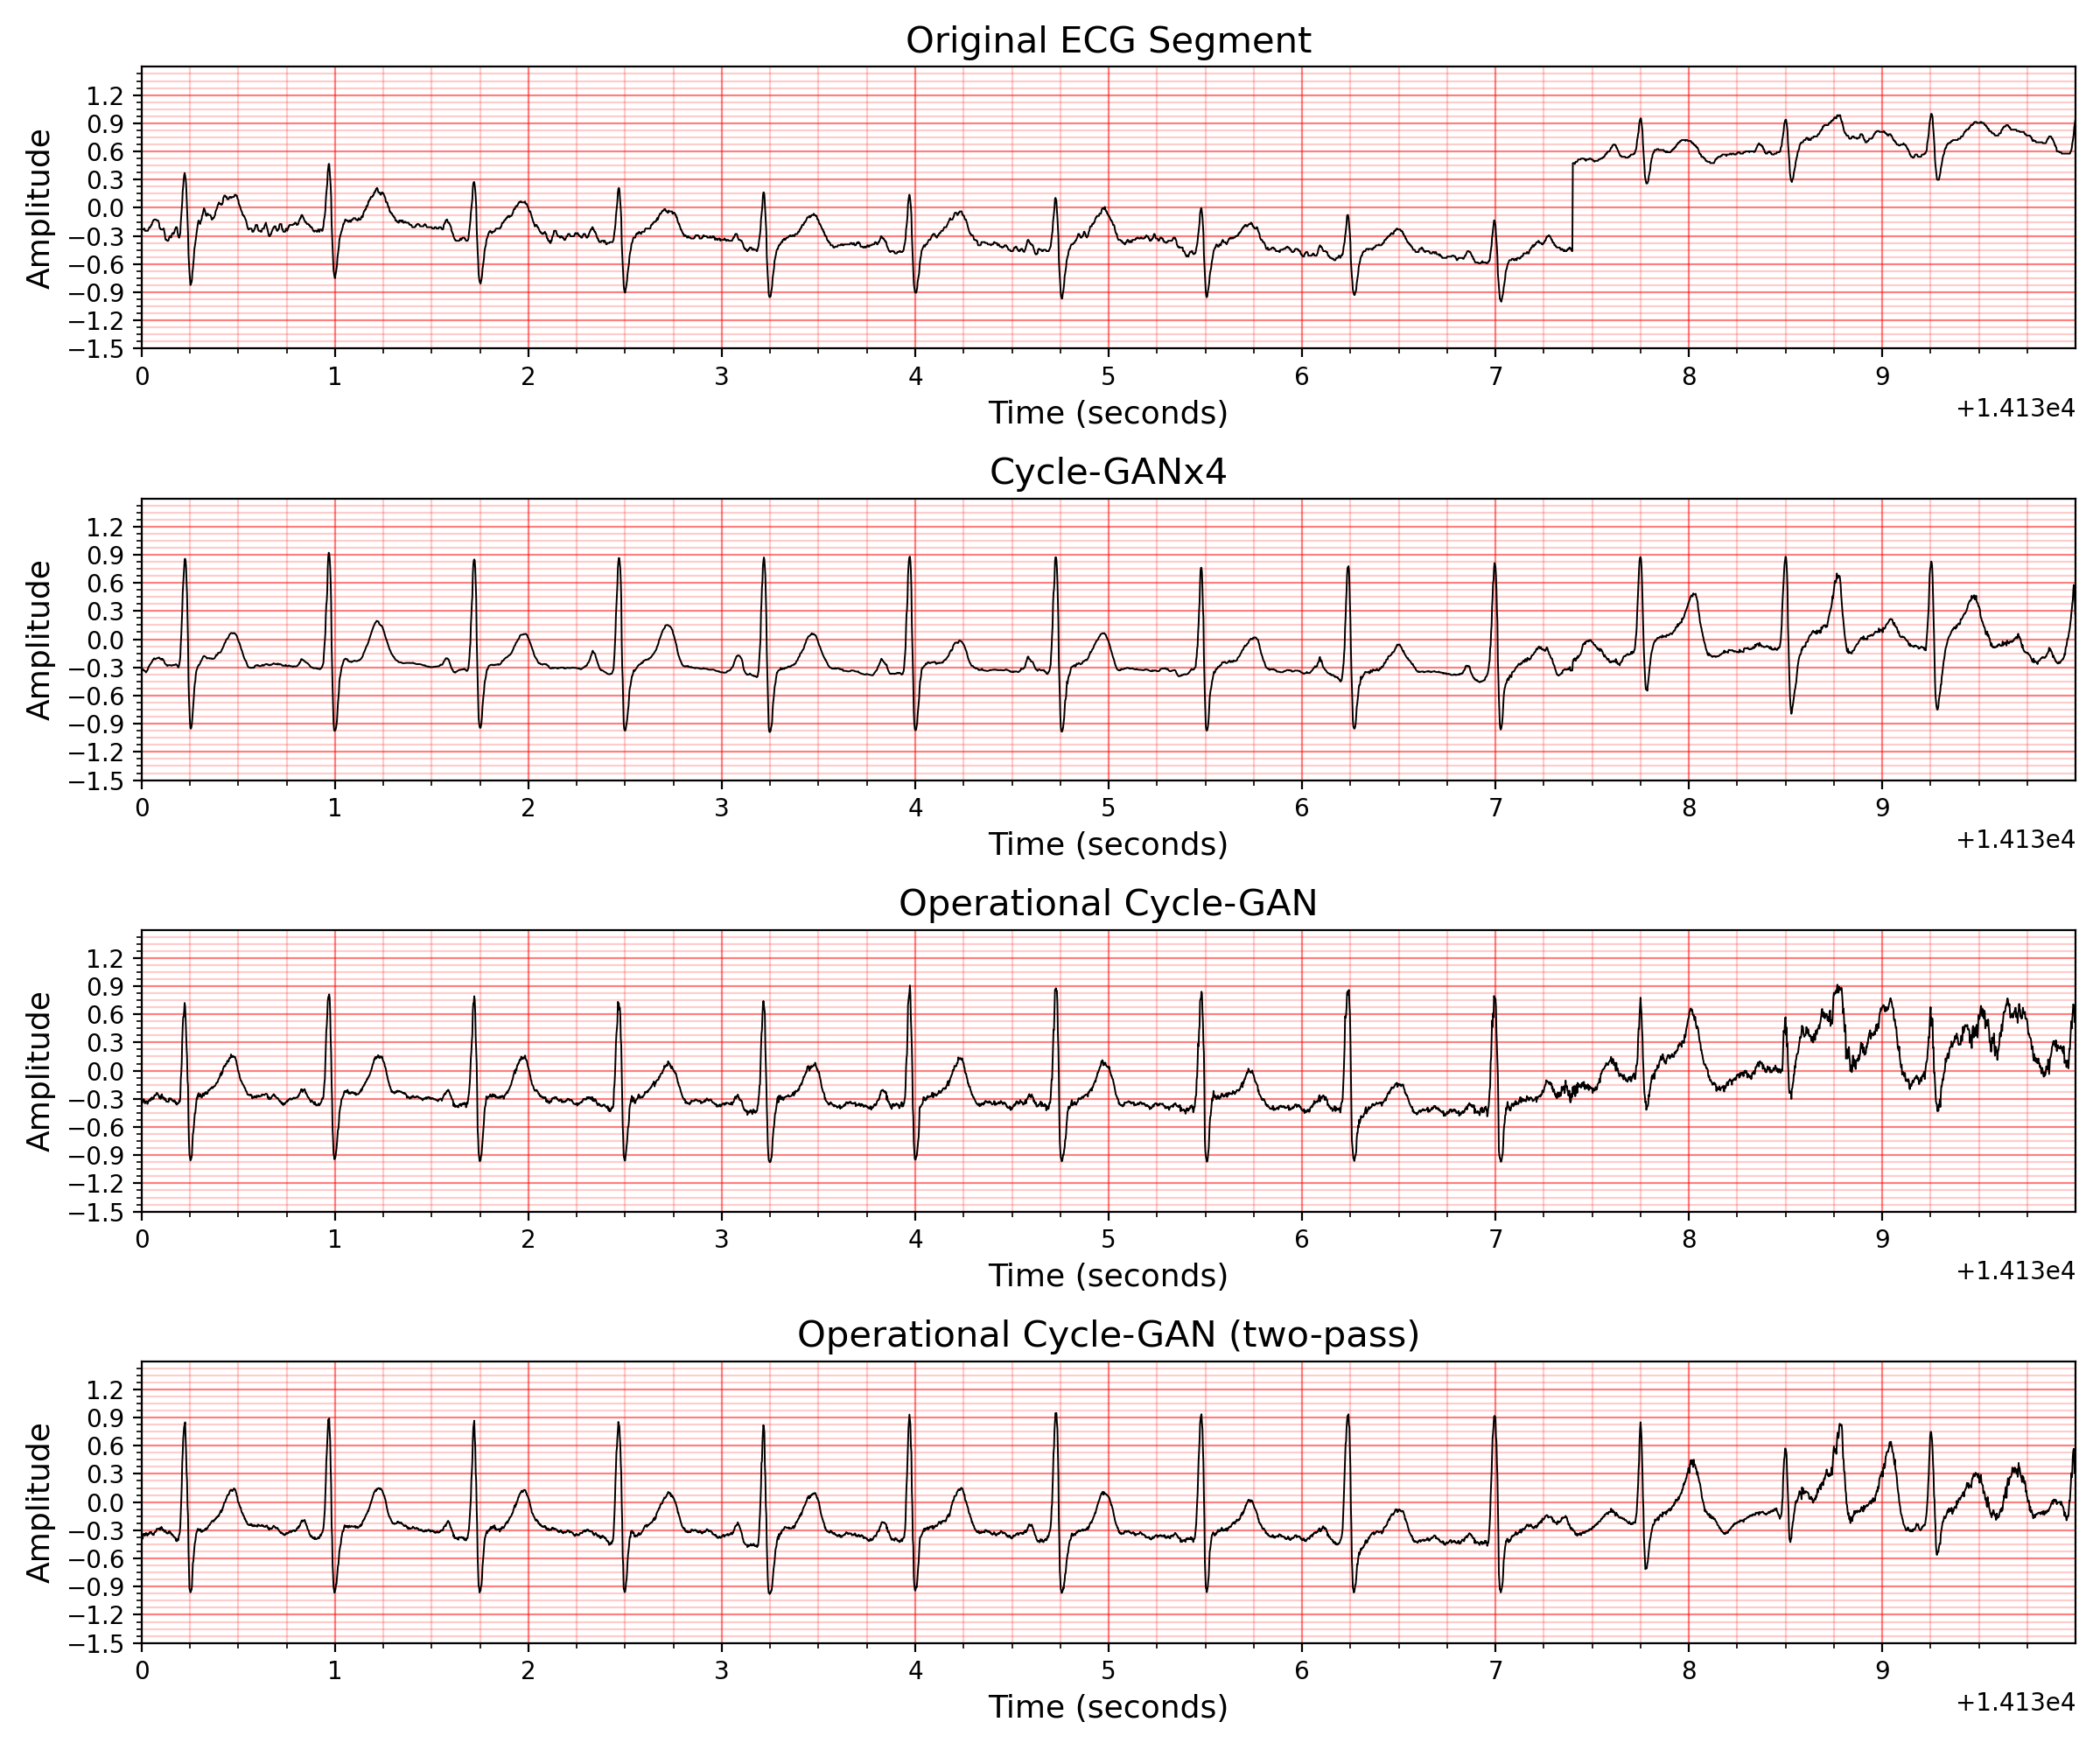 Original ECG Segment
Amplitude
1.2
0.9
0.6
0.3
0.0
−0.3
−0.6
−0.9
−1.2
−1.5
0 1 2 3 4 5 6 7 8 9
Time (seconds)
+1.413e4
Cycle-GANx4
Amplitude
1.2
0.9
0.6
0.3
0.0
−0.3
−0.6
−0.9
−1.2
−1.5
0 1 2 3 4 5 6 7 8 9
Time (seconds)
+1.413e4
Operational Cycle-GAN
Amplitude
1.2
0.9
0.6
0.3
0.0
−0.3
−0.6
−0.9
−1.2
−1.5
0 1 2 3 4 5 6 7 8 9
Time (seconds)
+1.413e4
Operational Cycle-GAN (two-pass)
Amplitude
1.2
0.9
0.6
0.3
0.0
−0.3
−0.6
−0.9
−1.2
−1.5
0 1 2 3 4 5 6 7 8 9
Time (seconds)
+1.413e4